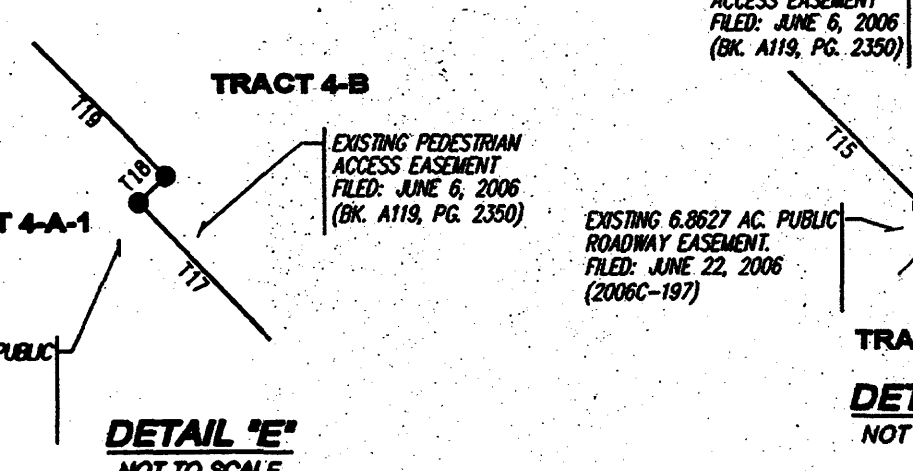 ACCESS EASEMENT
FILED: JUNE 6, 2006
(BK. A119, PG. 2350)
TRACT 4-B
T19
T18
T17
EXISTING PEDESTRIAN
ACCESS EASEMENT
FILED: JUNE 6, 2006
(BK. A119, PG. 2350)
T 4-A-1
PUBLIC
DETAIL "E"
NOT TO SCALE
T15
EXISTING 6.8627 AC. PUBLIC
ROADWAY EASEMENT.
FILED: JUNE 22, 2006
(2006C-197)
TRA
DET
NOT